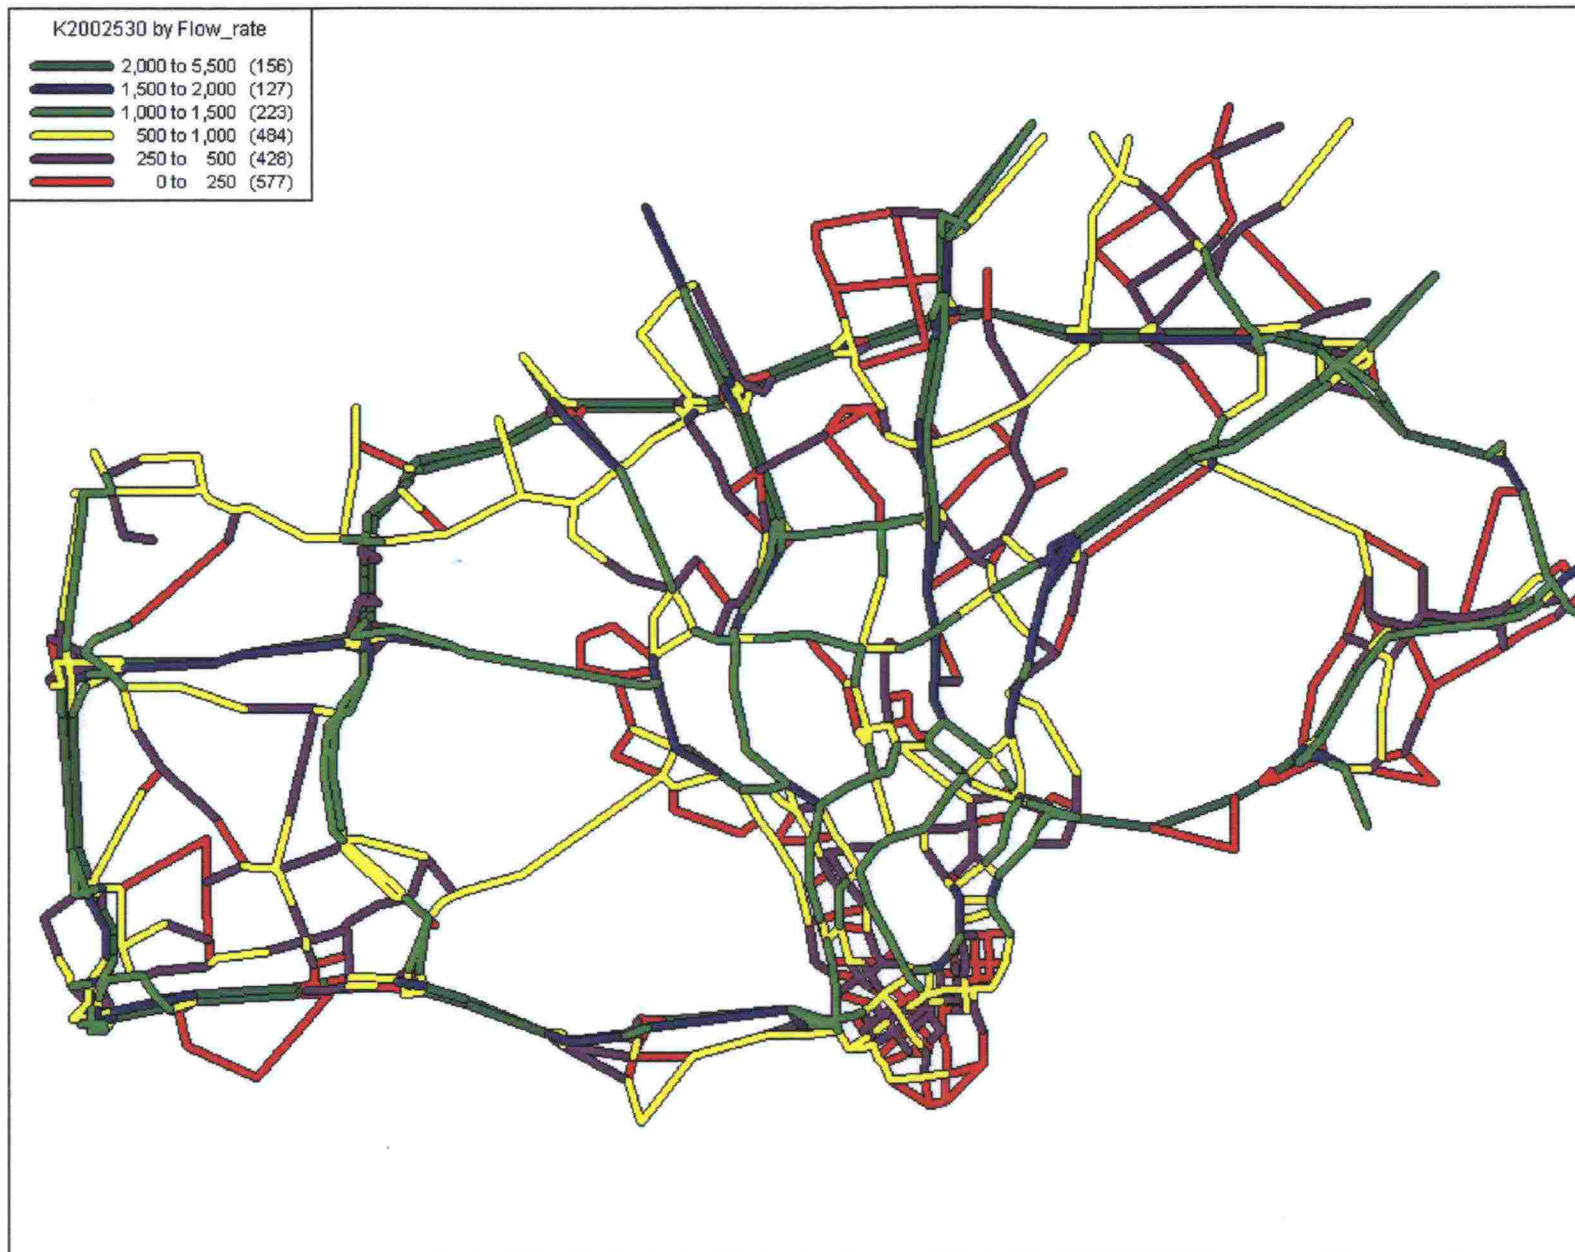 K2002530 by Flow_rate
2,000 to 5,500 (156)
1,500 to 2,000 (127)
1,000 to 1,500 (223)
500 to 1,000 (484)
250 to 500 (428)
0 to 250 (577)